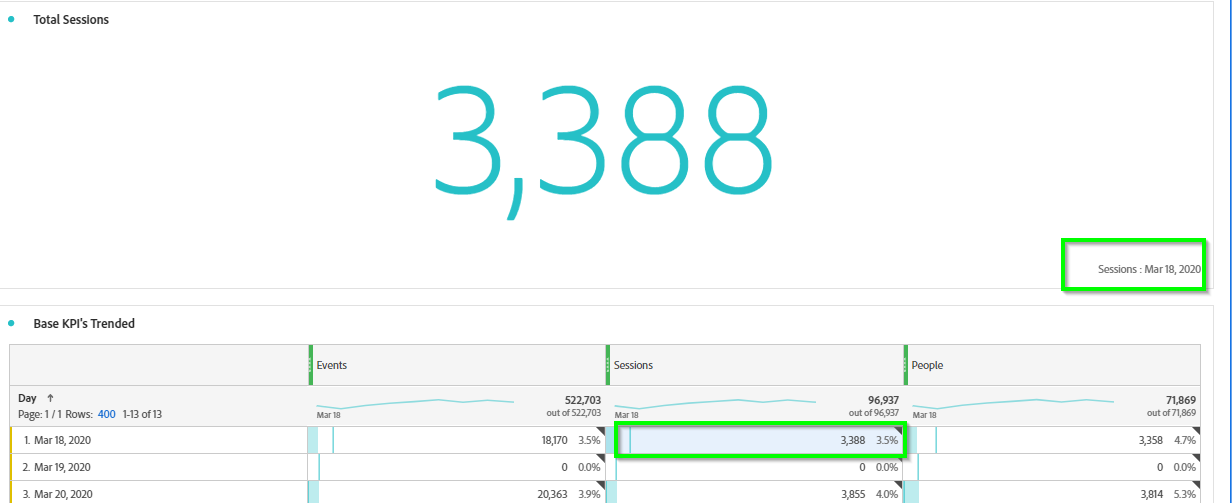 Total Sessions
3,388
Sessions : Mar 18, 2020
Base KPI's Trended
Events Sessions People
Day ↑ 522,703 96,937 71,869
Page: 1 / 1 Rows: 400 1-13 of 13 Mar 18 out of 522,703 Mar 18 out of 96,937 Mar 18 out of 71,869
1. Mar 18, 2020 18,170 3.5% 3,388 3.5% 3,358 4.7%
2. Mar 19, 2020 0 0.0% 0 0.0% 0 0.0%
3. Mar 20, 2020 20,363 3.9% 3,855 4.0% 3,814 5.3%